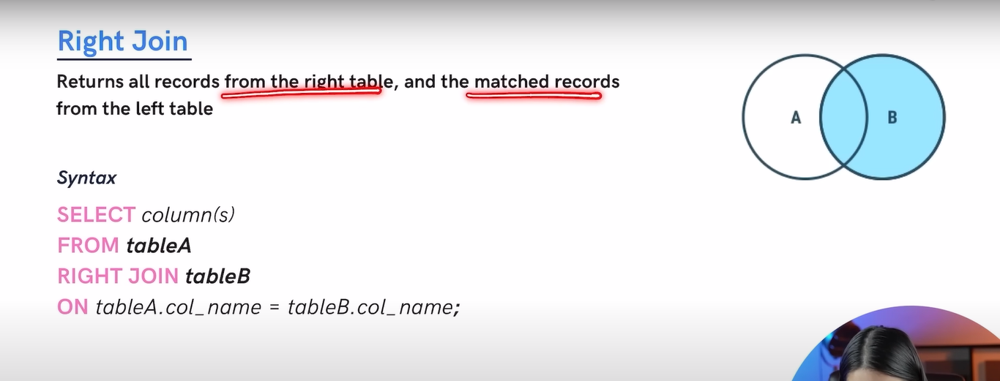 Right Join
Returns all records from the right table, and the matched records
from the left table
Syntax
SELECT column(s)
FROM tableA
RIGHT JOIN tableB
ON tableA.col_name = tableB.col_name;
A
B